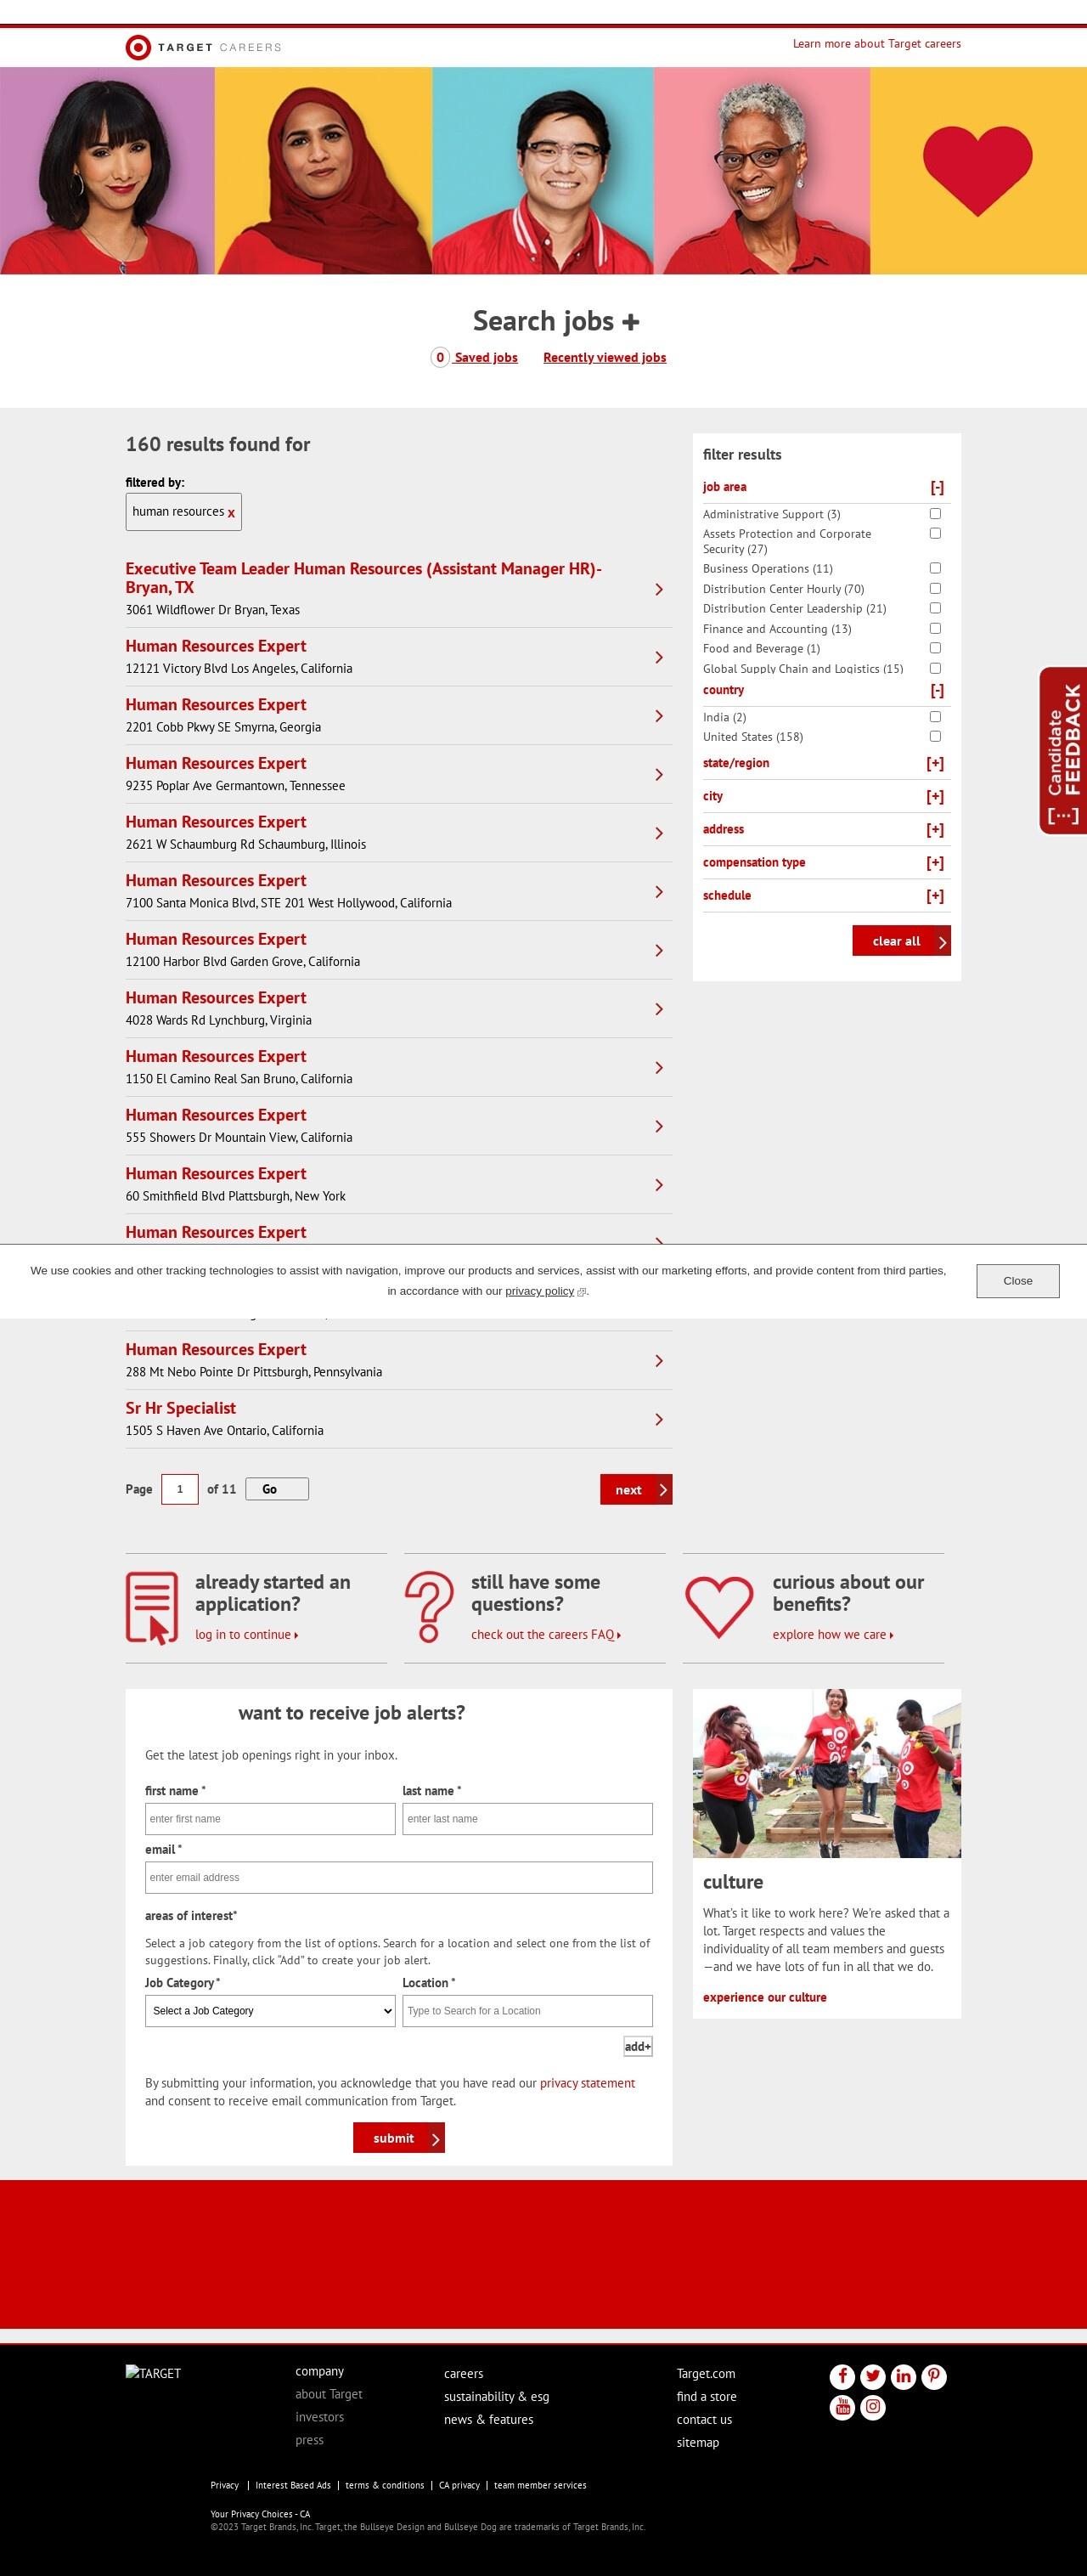 TARGET CAREERS
Learn more about Target careers
Search jobs +
0 Saved jobs
Recently viewed jobs
160 results found for
filtered by:
human resources x
Executive Team Leader Human Resources (Assistant Manager HR)-
Bryan, TX
3061 Wildflower Dr Bryan, Texas
Human Resources Expert
12121 Victory Blvd Los Angeles, California
Human Resources Expert
2201 Cobb Pkwy SE Smyrna, Georgia
Human Resources Expert
9235 Poplar Ave Germantown, Tennessee
Human Resources Expert
2621 W Schaumburg Rd Schaumburg, Illinois
Human Resources Expert
7100 Santa Monica Blvd, STE 201 West Hollywood, California
Human Resources Expert
12100 Harbor Blvd Garden Grove, California
Human Resources Expert
4028 Wards Rd Lynchburg, Virginia
Human Resources Expert
1150 El Camino Real San Bruno, California
Human Resources Expert
555 Showers Dr Mountain View, California
Human Resources Expert
60 Smithfield Blvd Plattsburgh, New York
Human Resources Expert
filter results
job area [-]
Administrative Support (3)
Assets Protection and Corporate
Security (27)
Business Operations (11)
Distribution Center Hourly (70)
Distribution Center Leadership (21)
Finance and Accounting (13)
Food and Beverage (1)
Global Supply Chain and Logistics (15)
country [-]
India (2)
United States (158)
state/region [+]
city [+]
address [+]
compensation type [+]
schedule [+]
clear all
[...] Candidate
FEEDBACK
We use cookies and other tracking technologies to assist with navigation, improve our products and services, assist with our marketing efforts, and provide content from third parties,
in accordance with our privacy policy.
Close
Human Resources Expert
288 Mt Nebo Pointe Dr Pittsburgh, Pennsylvania
Sr Hr Specialist
1505 S Haven Ave Ontario, California
Page 1 of 11 Go
next
already started an
application?
log in to continue
still have some
questions?
check out the careers FAQ
curious about our
benefits?
explore how we care
want to receive job alerts?
Get the latest job openings right in your inbox.
first name *
last name *
enter first name
enter last name
email *
enter email address
areas of interest*
Select a job category from the list of options. Search for a location and select one from the list of
suggestions. Finally, click “Add” to create your job alert.
Job Category *
Location *
Select a Job Category
Type to Search for a Location
add+
By submitting your information, you acknowledge that you have read our privacy statement
and consent to receive email communication from Target.
submit
culture
What's it like to work here? We're asked that a
lot. Target respects and values the
individuality of all team members and guests
—and we have lots of fun in all that we do.
experience our culture
TARGET
company
about Target
investors
press
careers
sustainability & esg
news & features
Target.com
find a store
contact us
sitemap
You
Tube
Privacy | Interest Based Ads | terms & conditions | CA privacy | team member services
Your Privacy Choices - CA
©2023 Target Brands, Inc. Target, the Bullseye Design and Bullseye Dog are trademarks of Target Brands, Inc.